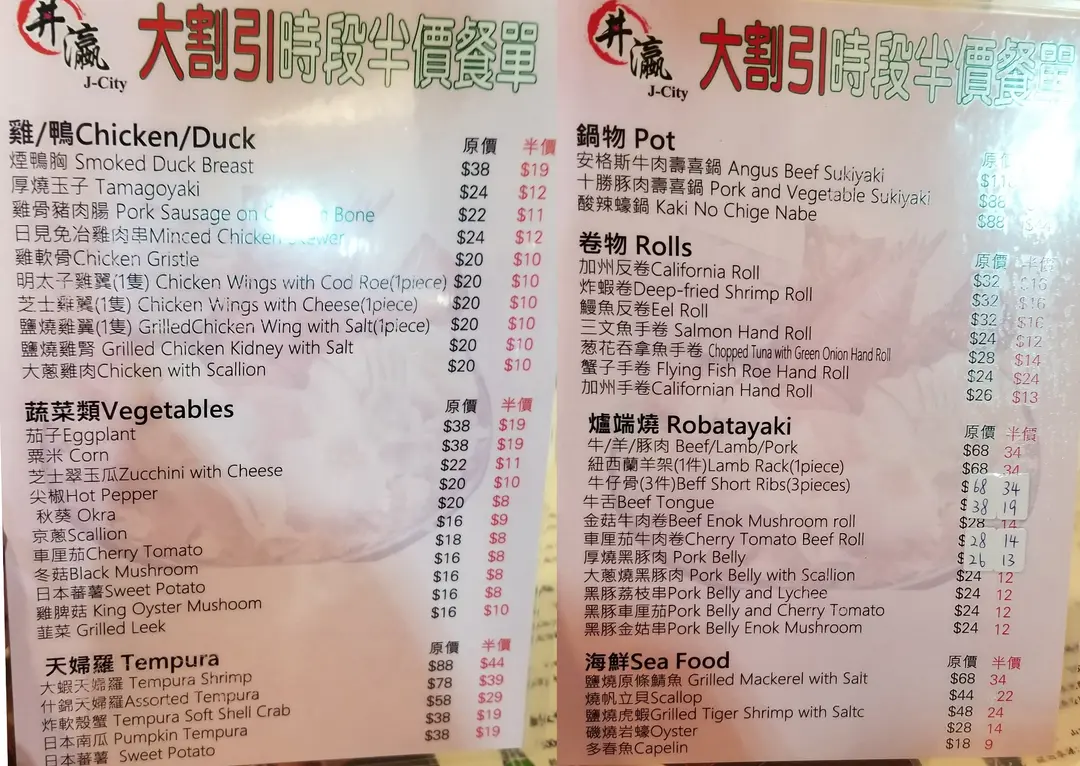 井瀛
J-City
大割引時段半價餐單
雞/鴨Chicken/Duck 原價 半價
煙鴨胸 Smoked Duck Breast $38 $19
厚燒玉子 Tamagoyaki $24 $12
雞骨豬肉腸 Pork Sausage on Bone $22 $11
日見免冶雞肉串Minced Chicken $24 $12
雞軟骨Chicken Gristle $20 $10
明太子雞翼(1隻) Chicken Wings with Cod Roe(1piece) $20 $10
芝士雞翼(1隻) Chicken Wings with Cheese(1piece) $20 $10
鹽燒雞翼(1隻) GrilledChicken Wing with Salt(1piece) $20 $10
鹽燒雞腎 Grilled Chicken Kidney with Salt $20 $10
大蔥雞肉Chicken with Scallion $20 $10
蔬菜類Vegetables 原價 半價
茄子Eggplant $38 $19
粟米 Corn $38 $19
芝士翠玉瓜Zucchini with Cheese $22 $11
尖椒Hot Pepper $20 $10
秋葵 Okra $20 $8
京蔥Scallion $16 $9
車厘茄Cherry Tomato $18 $8
冬菇Black Mushroom $16 $8
日本蕃薯Sweet Potato $16 $8
雞脾菇 King Oyster Mushoom $16 $8
韮菜 Grilled Leek $16 $10
天婦羅 Tempura 原價 半價
大蝦天婦羅 Tempura Shrimp $88 $44
什錦天婦羅Assorted Tempura $78 $39
炸軟殼蟹 Tempura Soft Shell Crab $58 $29
日本南瓜 Pumpkin Tempura $38 $19
日本蕃薯 Sweet Potato $38 $19
井瀛
J-City
大割引時段半價餐單
鍋物 Pot
安格斯牛肉壽喜鍋 Angus Beef Sukiyaki
十勝豚肉壽喜鍋 Pork and Vegetable Sukiyaki $88
酸辣蠔鍋 Kaki No Chige Nabe $88
卷物 Rolls 原價 半價
加州反卷California Roll $32 $16
炸蝦卷Deep-fried Shrimp Roll $32 $16
鰻魚反卷Eel Roll $32 $16
三文魚手卷 Salmon Hand Roll $24 $12
葱花吞拿魚手卷 Chopped Tuna with Green Onion Hand Roll $28 $14
蟹子手卷 Flying Fish Roe Hand Roll $24 $24
加州手卷Californian Hand Roll $26 $13
爐端燒 Robatayaki 原價 半價
牛/羊/豚肉 Beef/Lamb/Pork $68 34
紐西蘭羊架(1件)Lamb Rack(1piece) $68 34
牛仔骨(3件)Beff Short Ribs(3pieces) $68 34
牛舌Beef Tongue $38 19
金菇牛肉卷Beef Enok Mushroom roll $28 14
車厘茄牛肉卷Cherry Tomato Beef Roll $28 14
厚燒黑豚肉 Pork Belly $26 13
大蔥燒黑豚肉 Pork Belly with Scallion $24 12
黑豚荔枝串Pork Belly and Lychee $24 12
黑豚車厘茄Pork Belly and Cherry Tomato $24 12
黑豚金姑串Pork Belly Enok Mushroom $24 12
海鮮Sea Food 原價 半價
鹽燒原條鯖魚 Grilled Mackerel with Salt $68 34
燒帆立貝Scallop $44 22
鹽燒虎蝦Grilled Tiger Shrimp with Saltc $48 24
磯燒岩蠔Oyster $28 14
多春魚Capelin $18 9